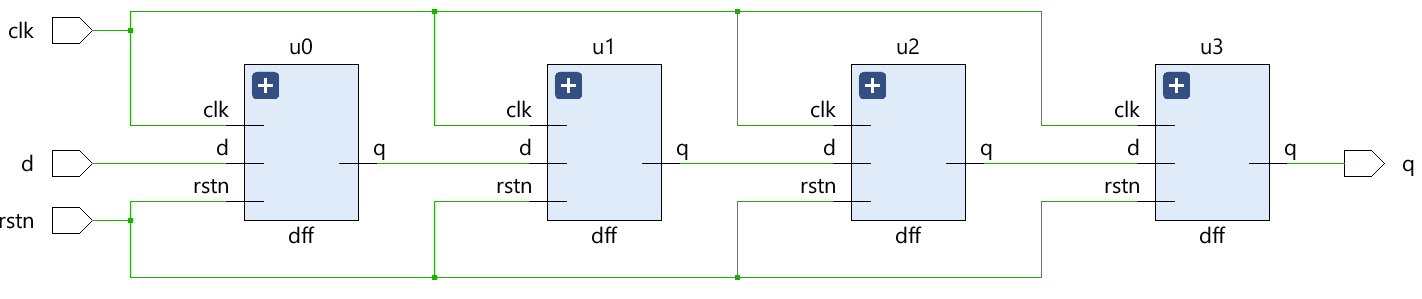 clk
u0
u1
u2
u3
clk
clk
clk
clk
d
d
q
d
q
d
q
d
q
q
rstn
rstn
rstn
rstn
rstn
dff
dff
dff
dff